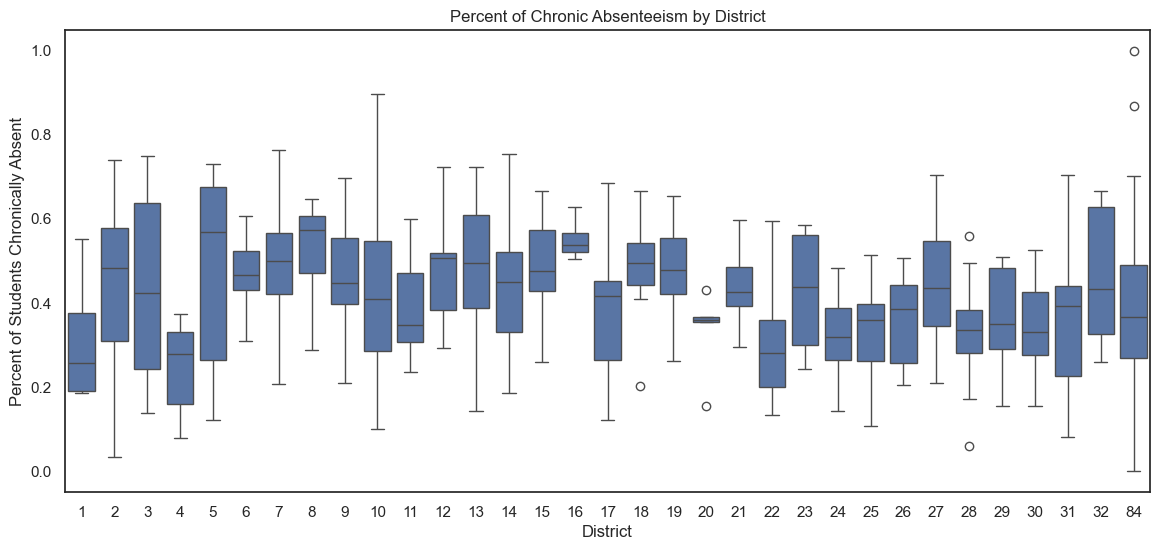 Percent of Chronic Absenteeism by District
Percent of Students Chronically Absent
1.0
0.8
0.6
0.4
0.2
0.0
1 2 3 4 5 6 7 8 9 10 11 12 13 14 15 16 17 18 19 20 21 22 23 24 25 26 27 28 29 30 31 32 84
District